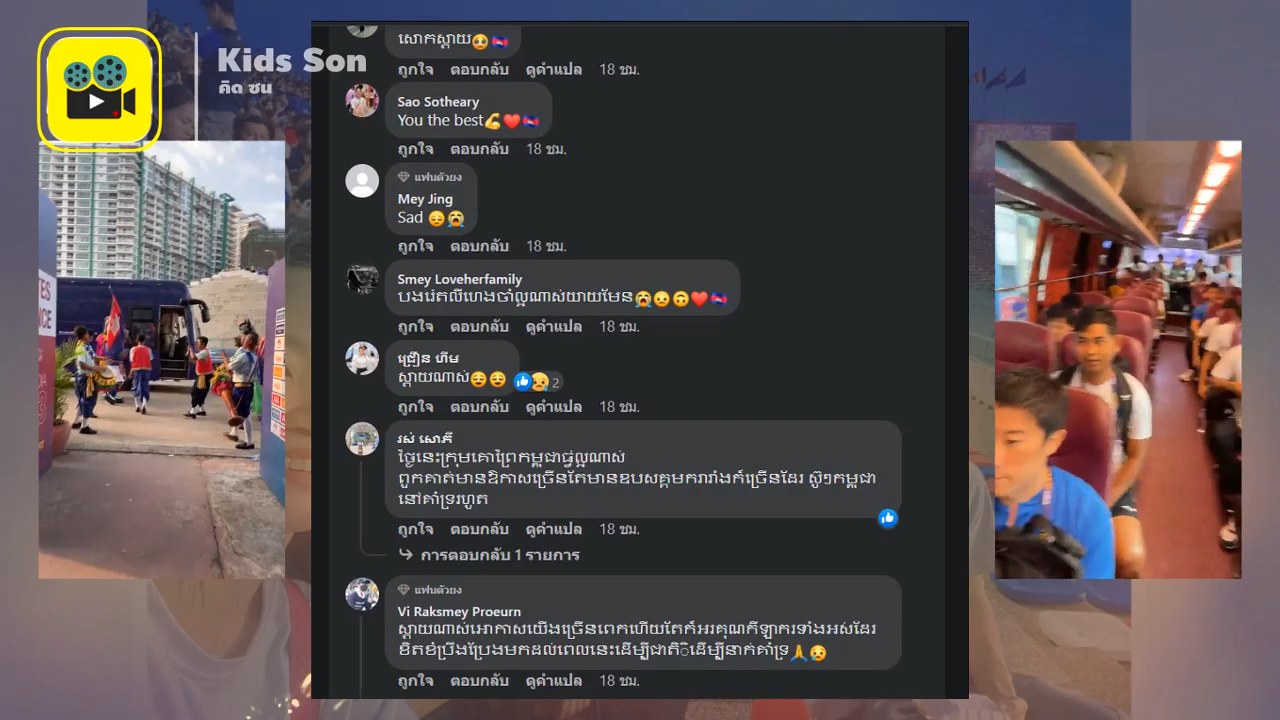 Kids Son
คิด ซน
សោកស្ដាយ🥺🇰🇭
ถูกใจ ตอบกลับ ดูคำแปล 18 ชม.
Sao Sotheary
You the best💪❤️🇰🇭
ถูกใจ ตอบกลับ 18 ชม.
แฟนตัวยง
Mey Jing
Sad 😔😭
ถูกใจ ตอบกลับ 18 ชม.
Smey Loveherfamily
បងរ៉េតលីហេងចាំល្អណាស់យាយមែន😭😣🙃❤️🇰🇭
ถูกใจ ตอบกลับ ดูคำแปล 18 ชม.
ជឿន ហឹម
ស្ដាយណាស់😌😌 2
ถูกใจ ตอบกลับ ดูคำแปล 18 ชม.
រស់ សោភី
ថ្ងៃនេះក្រុមគោព្រៃកម្ពុជាធ្វើល្អណាស់
ពួកគាត់មានឱកាសច្រើនតែមានឧបសគ្គមករារាំងក៏ច្រើនដែរ ស៊ូៗកម្ពុជា
នៅគាំទ្ររហូត
ถูกใจ ตอบกลับ ดูคำแปล 18 ชม.
การตอบกลับ 1 รายการ
แฟนตัวยง
Vi Raksmey Proeurn
ស្ដាយណាស់អោកាសយើងច្រើនពេកហើយតែក៏អរគុណកីឡាករទាំងអស់ដែរ
ខិតខំប្រឹងប្រែងមកដល់ពេលនេះដើម្បីជាតិដើម្បីនាក់គាំទ្រ🙏😥
ถูกใจ ตอบกลับ ดูคำแปล 18 ชม.